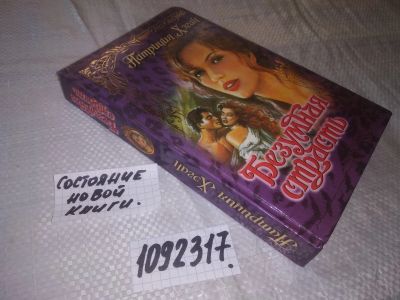 Патриция Хэган
Безумная
страсть
Патриция Хэган
СОСТОЯНИЕ
НОВОЙ
КНИГИ.
1092317.